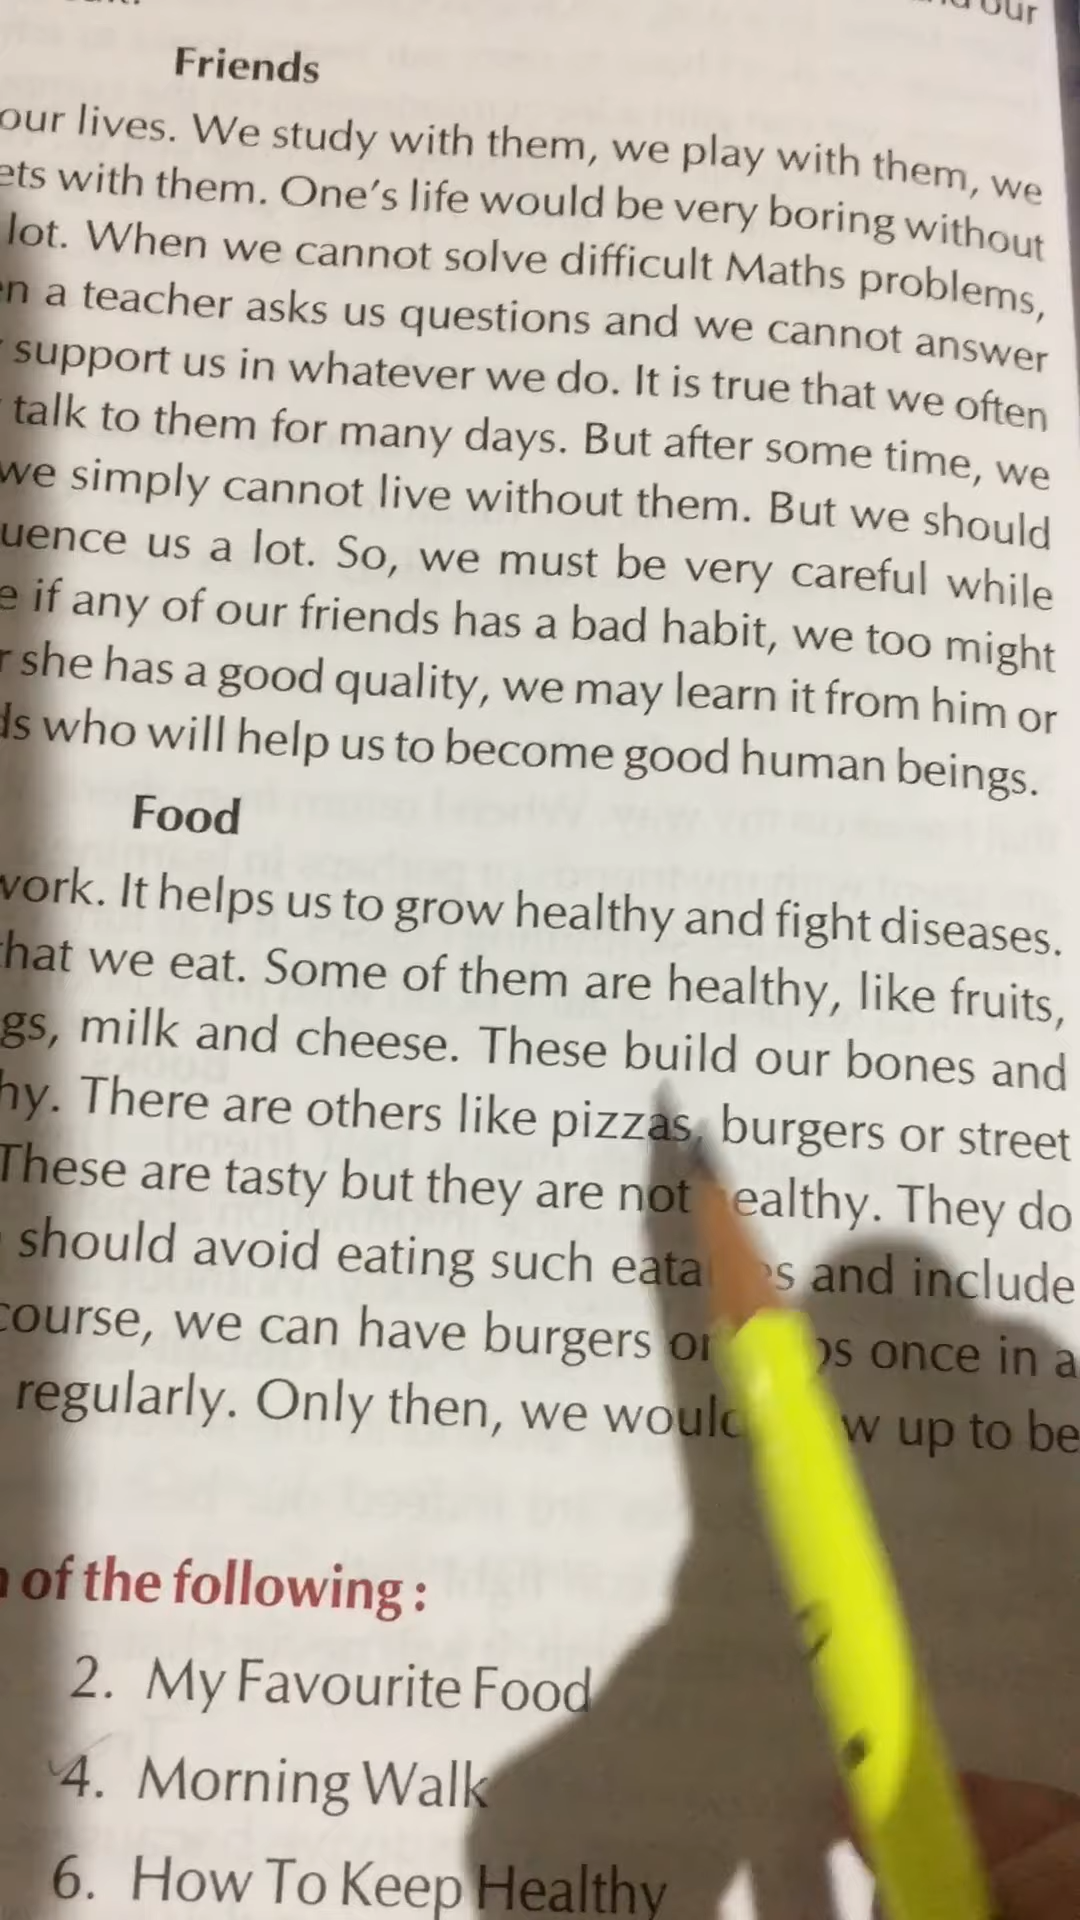 our
Friends
our lives. We study with them, we play with them, we
with them. One's life would be very boring without
lot. When we cannot solve difficult Maths problems,
a teacher asks us questions and we cannot answer
support us in whatever we do. It is true that we often
talk to them for many days. But after some time, we
we simply cannot live without them. But we should
us a lot. So, we must be very careful while
if any of our friends has a bad habit, we too might
she has a good quality, we may learn it from him or
who will help us to become good human beings.
Food
work. It helps us to grow healthy and fight diseases.
that we eat. Some of them are healthy, like fruits,
milk and cheese. These build our bones and
There are others like pizzas, burgers or street
These are tasty but they are not healthy. They do
should avoid eating such and include
course, we can have burgers or once in a
regularly. Only then, we would up to be
of the following :
2. My Favourite Food
4. Morning Walk
6. How To Keep Healthy